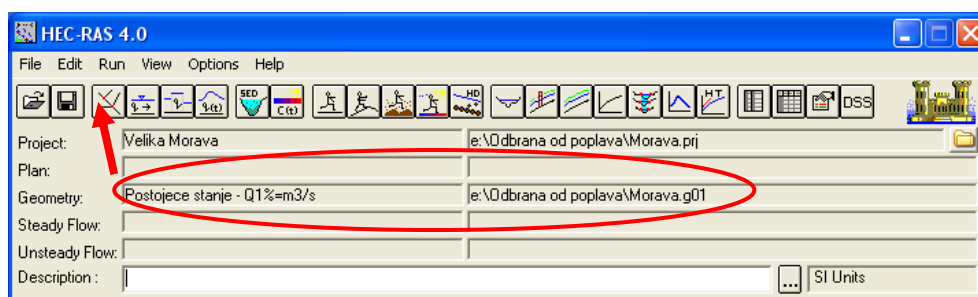 HEC-RAS 4.0
File Edit Run View Options Help
SED C(t) q(t) HD HT DSS
Project: Velika Morava e:\Odbrana od poplava\Morava.prj
Plan:
Geometry: Postojece stanje - Q1%=m3/s e:\Odbrana od poplava\Morava.g01
Steady Flow:
Unsteady Flow:
Description : ... SI Units